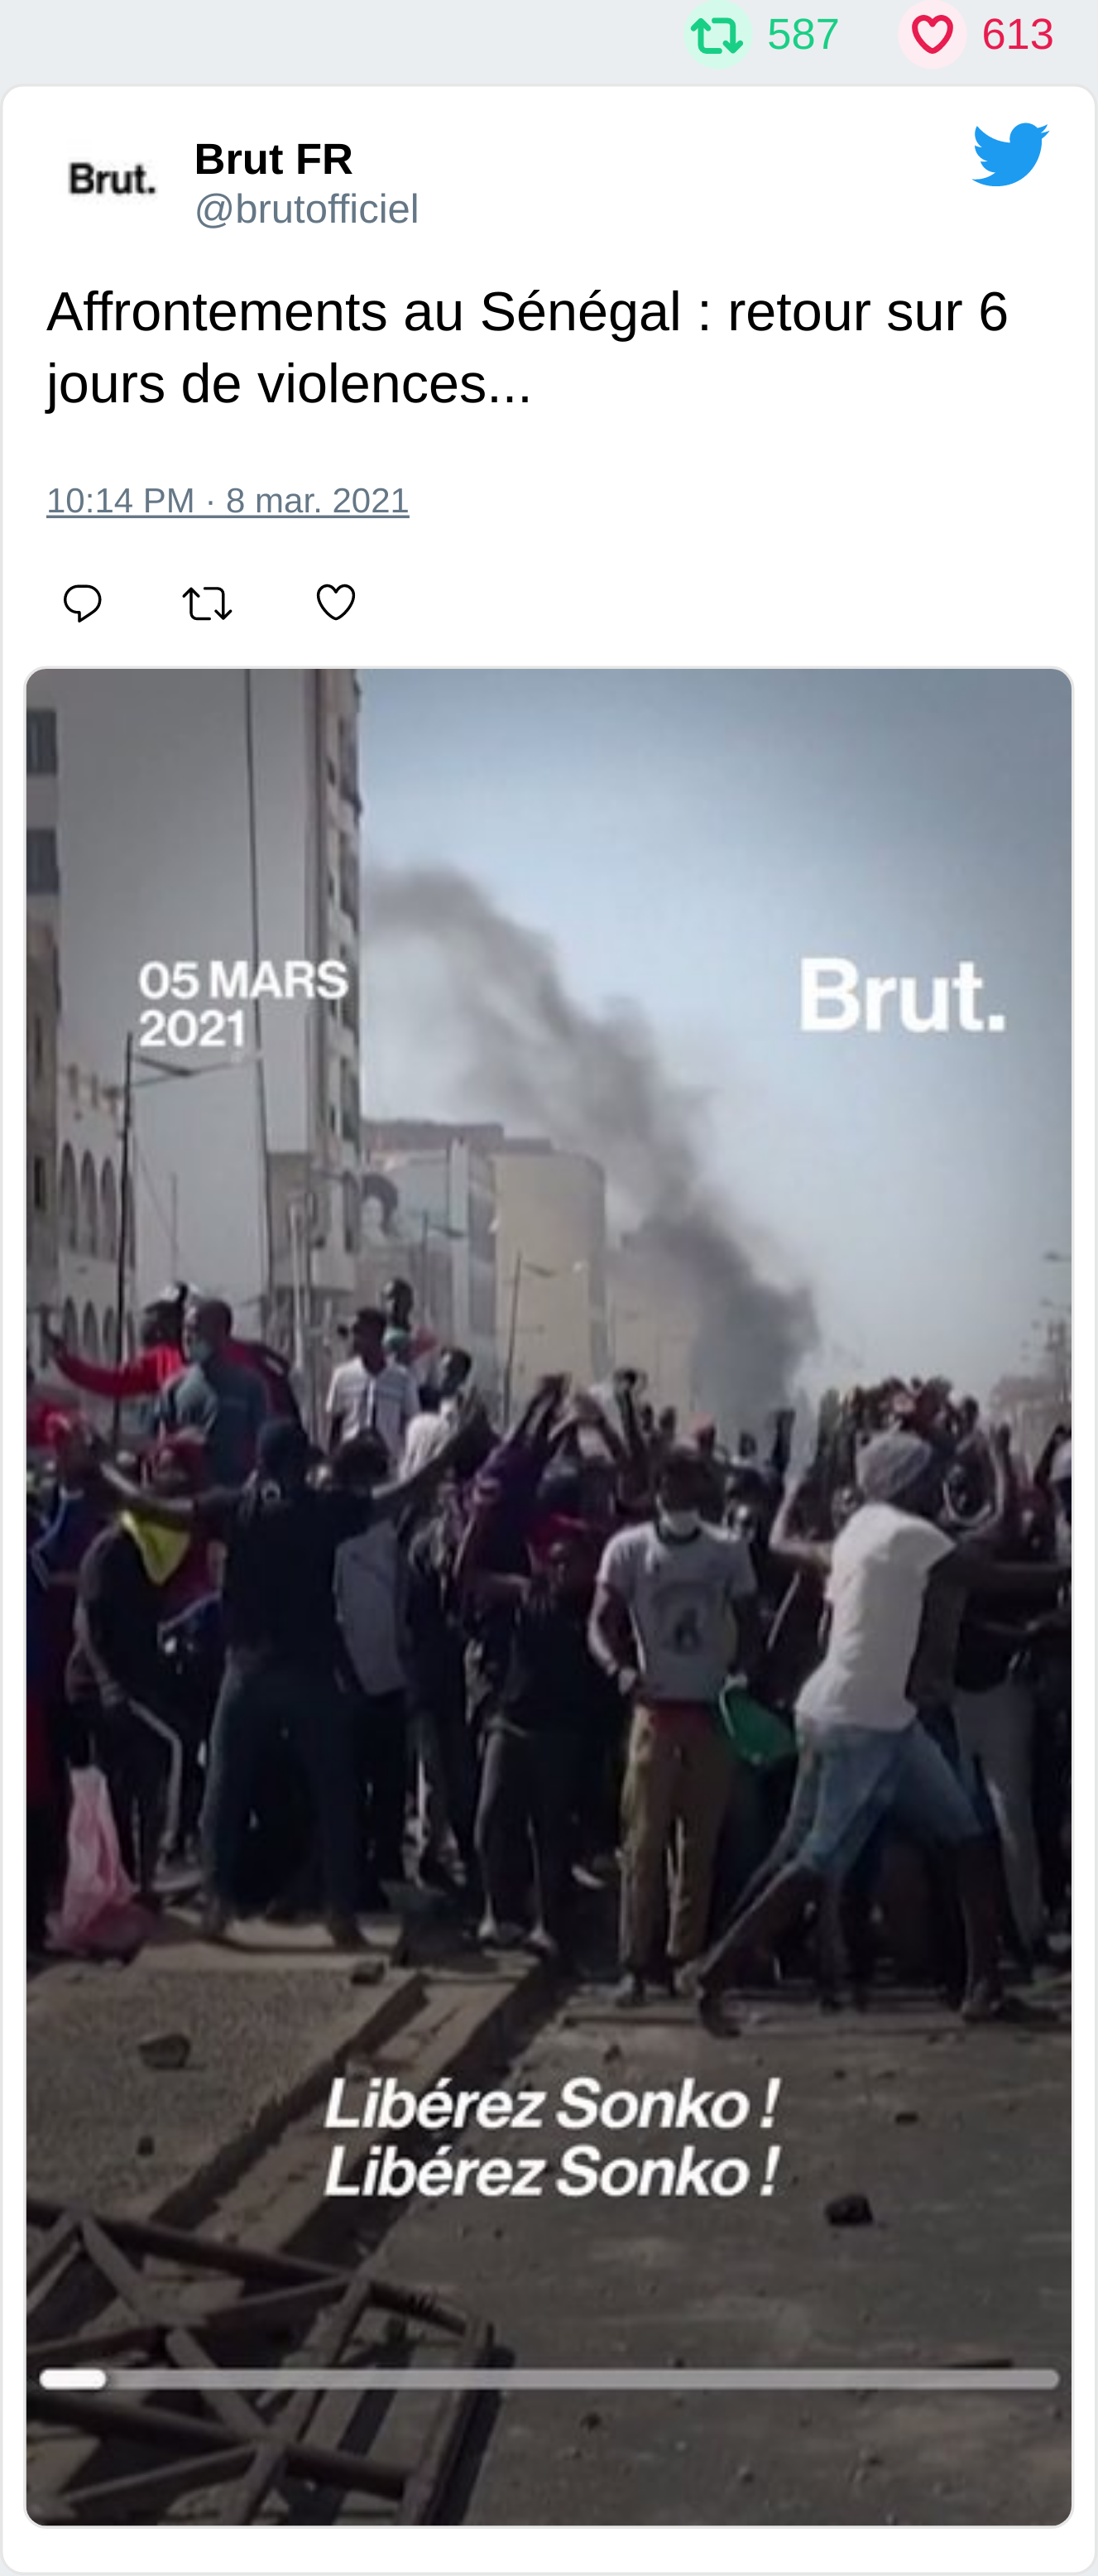 587 613
Brut.
Brut FR
@brutofficiel
Affrontements au Sénégal : retour sur 6
jours de violences...
10:14 PM · 8 mar. 2021
05 MARS
2021
Brut.
Libérez Sonko !
Libérez Sonko !